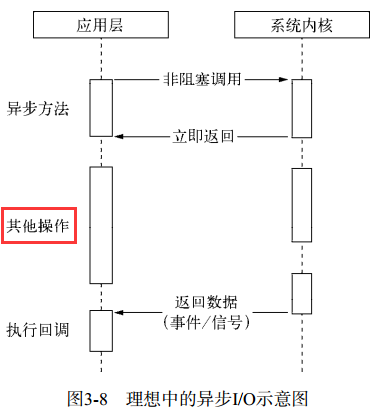 应用层
系统内核
非阻塞调用
异步方法
立即返回
其他操作
返回数据
（事件/信号）
执行回调
图3-8 理想中的异步I/O示意图